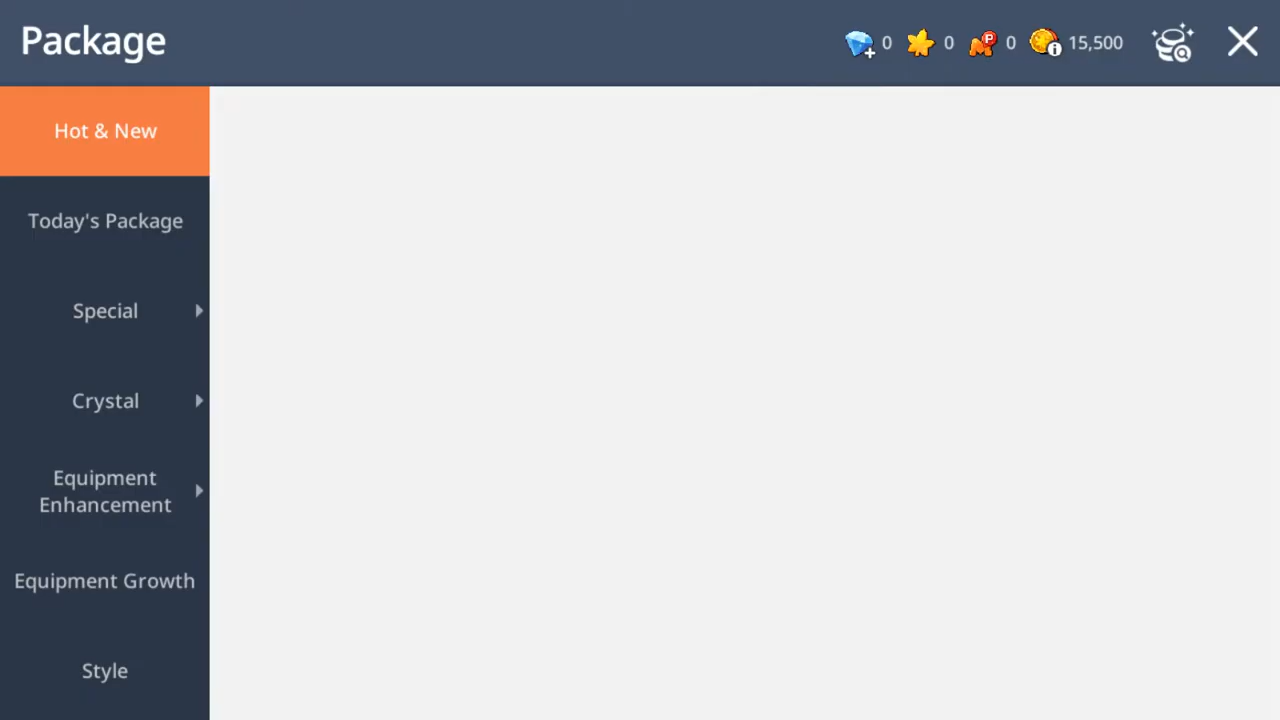 Package
0 0 0 15,500
Hot & New
Today's Package
Special
Crystal
Equipment
Enhancement
Equipment Growth
Style